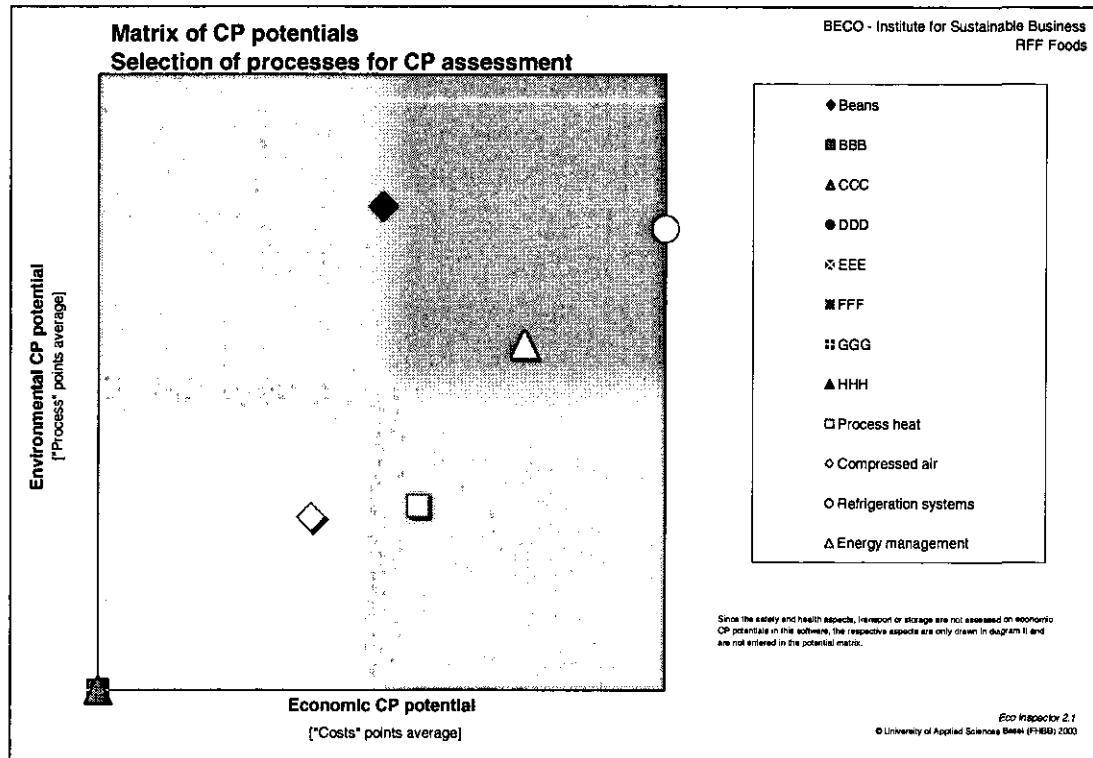 Matrix of CP potentials
Selection of processes for CP assessment
BECO - Institute for Sustainable Business
RFF Foods
Environmental CP potential
["Process" points average]
Economic CP potential
["Costs" points average]
Beans
BBB
CCC
DDD
EEE
FFF
GGG
HHH
Process heat
Compressed air
Refrigeration systems
Energy management
Since the safety and health aspects, transport or storage are not assessed on economic
CP potentials in this software, the respective aspects are only drawn in diagram II and
are not entered in the potential matrix.
Eco Inspector 2.1
© University of Applied Sciences Basel (FHBB) 2003